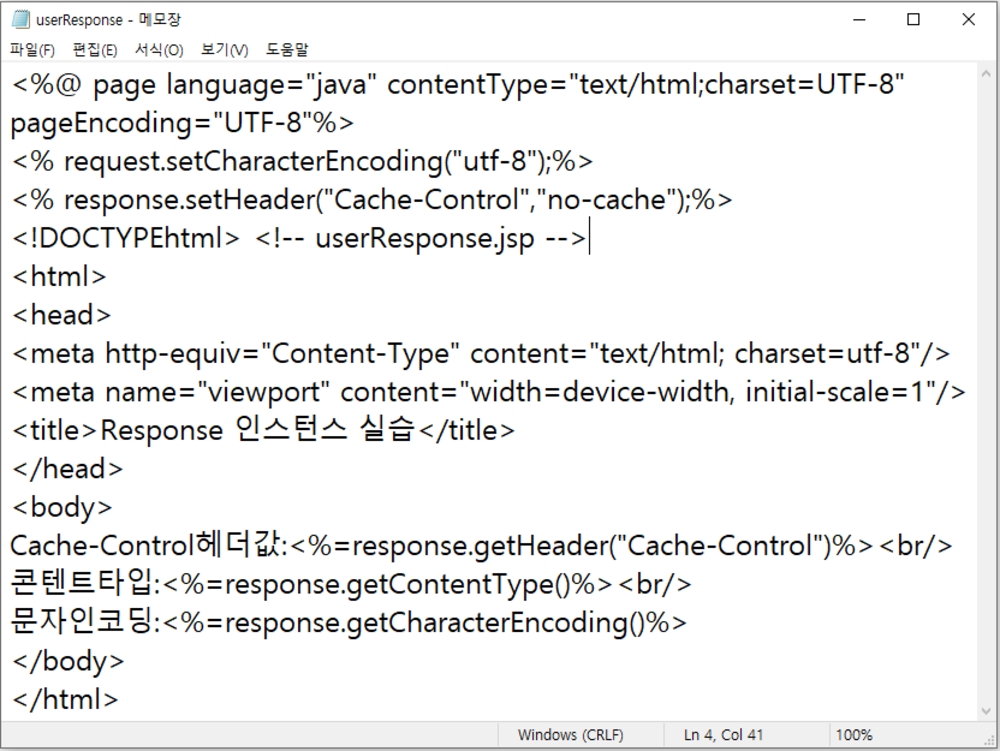 userResponse - 메모장
파일(F) 편집(E) 서식(O) 보기(V) 도움말
<%@ page language="java" contentType="text/html;charset=UTF-8"
pageEncoding="UTF-8"%>
<% request.setCharacterEncoding("utf-8");%>
<% response.setHeader("Cache-Control","no-cache");%>
<!DOCTYPEhtml> <!-- userResponse.jsp -->
<html>
<head>
<meta http-equiv="Content-Type" content="text/html; charset=utf-8"/>
<meta name="viewport" content="width=device-width, initial-scale=1"/>
<title>Response 인스턴스 실습</title>
</head>
<body>
Cache-Control헤더값:<%=response.getHeader("Cache-Control")%><br/>
콘텐트타입:<%=response.getContentType()%><br/>
문자인코딩:<%=response.getCharacterEncoding()%>
</body>
</html>
Windows (CRLF) Ln 4, Col 41 100%